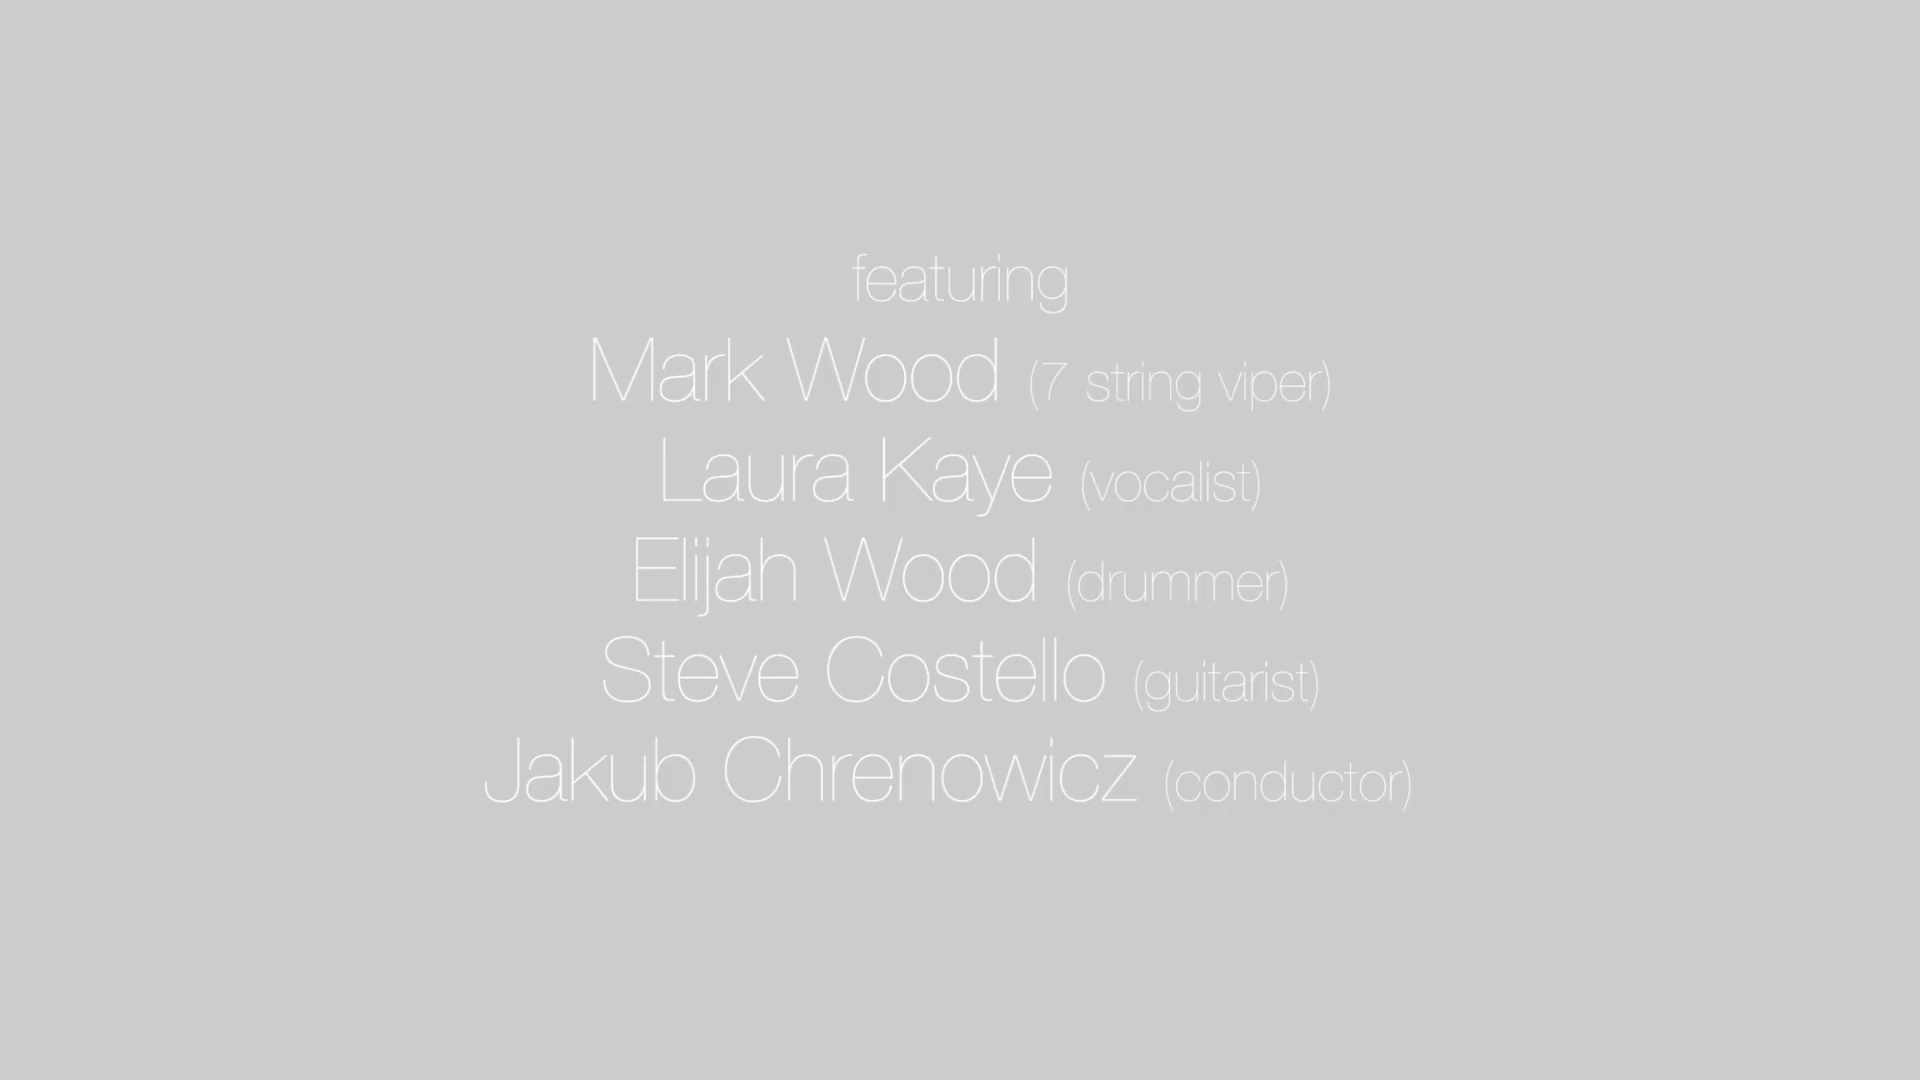 featuring
Mark Wood (7 string viper)
Laura Kaye (vocalist)
Elijah Wood (drummer)
Steve Costello (guitarist)
Jakub Chrenowicz (conductor)